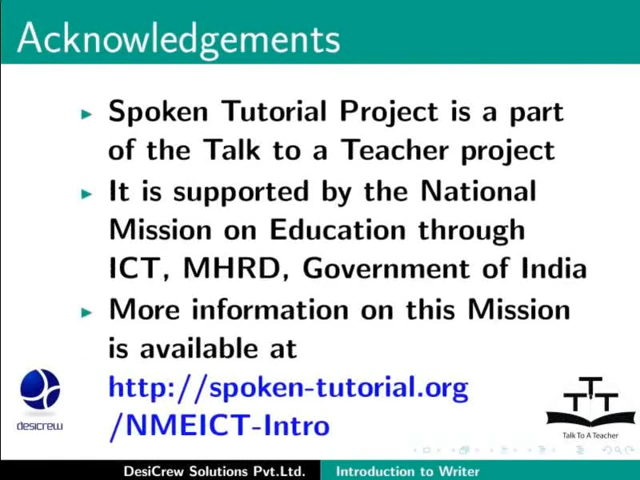 Acknowledgements
Spoken Tutorial Project is a part
of the Talk to a Teacher project
It is supported by the National
Mission on Education through
ICT, MHRD, Government of India
More information on this Mission
is available at
http://spoken-tutorial.org
/NMEICT-Intro
desicrew
TTT
Talk To A Teacher
DesiCrew Solutions Pvt.Ltd. Introduction to Writer